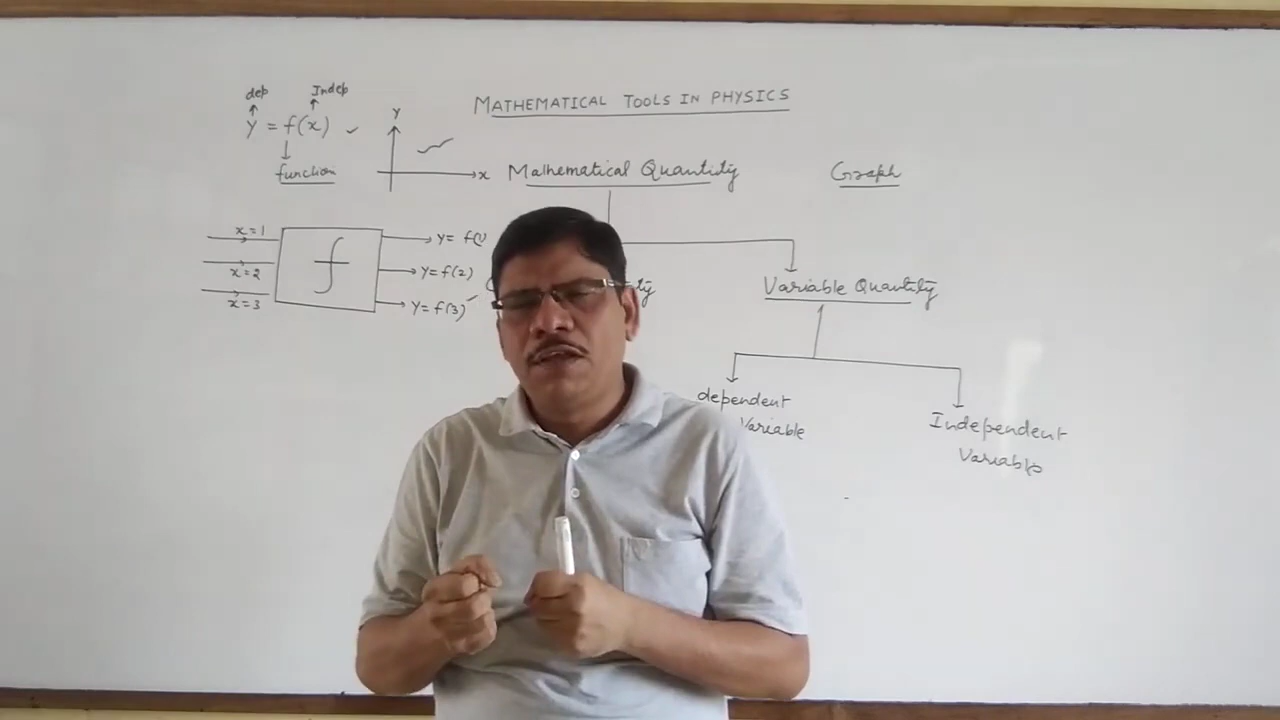 MATHEMATICAL TOOLS IN PHYSICS
dep Indep
Y = f(x)
function
Y
x
Mathematical Quantity
Graph
x=1
x=2
x=3
f
Y= f(1)
Y= f(2)
Y= f(3)
Variable Quantity
dependent
Variable
Independent
Variable